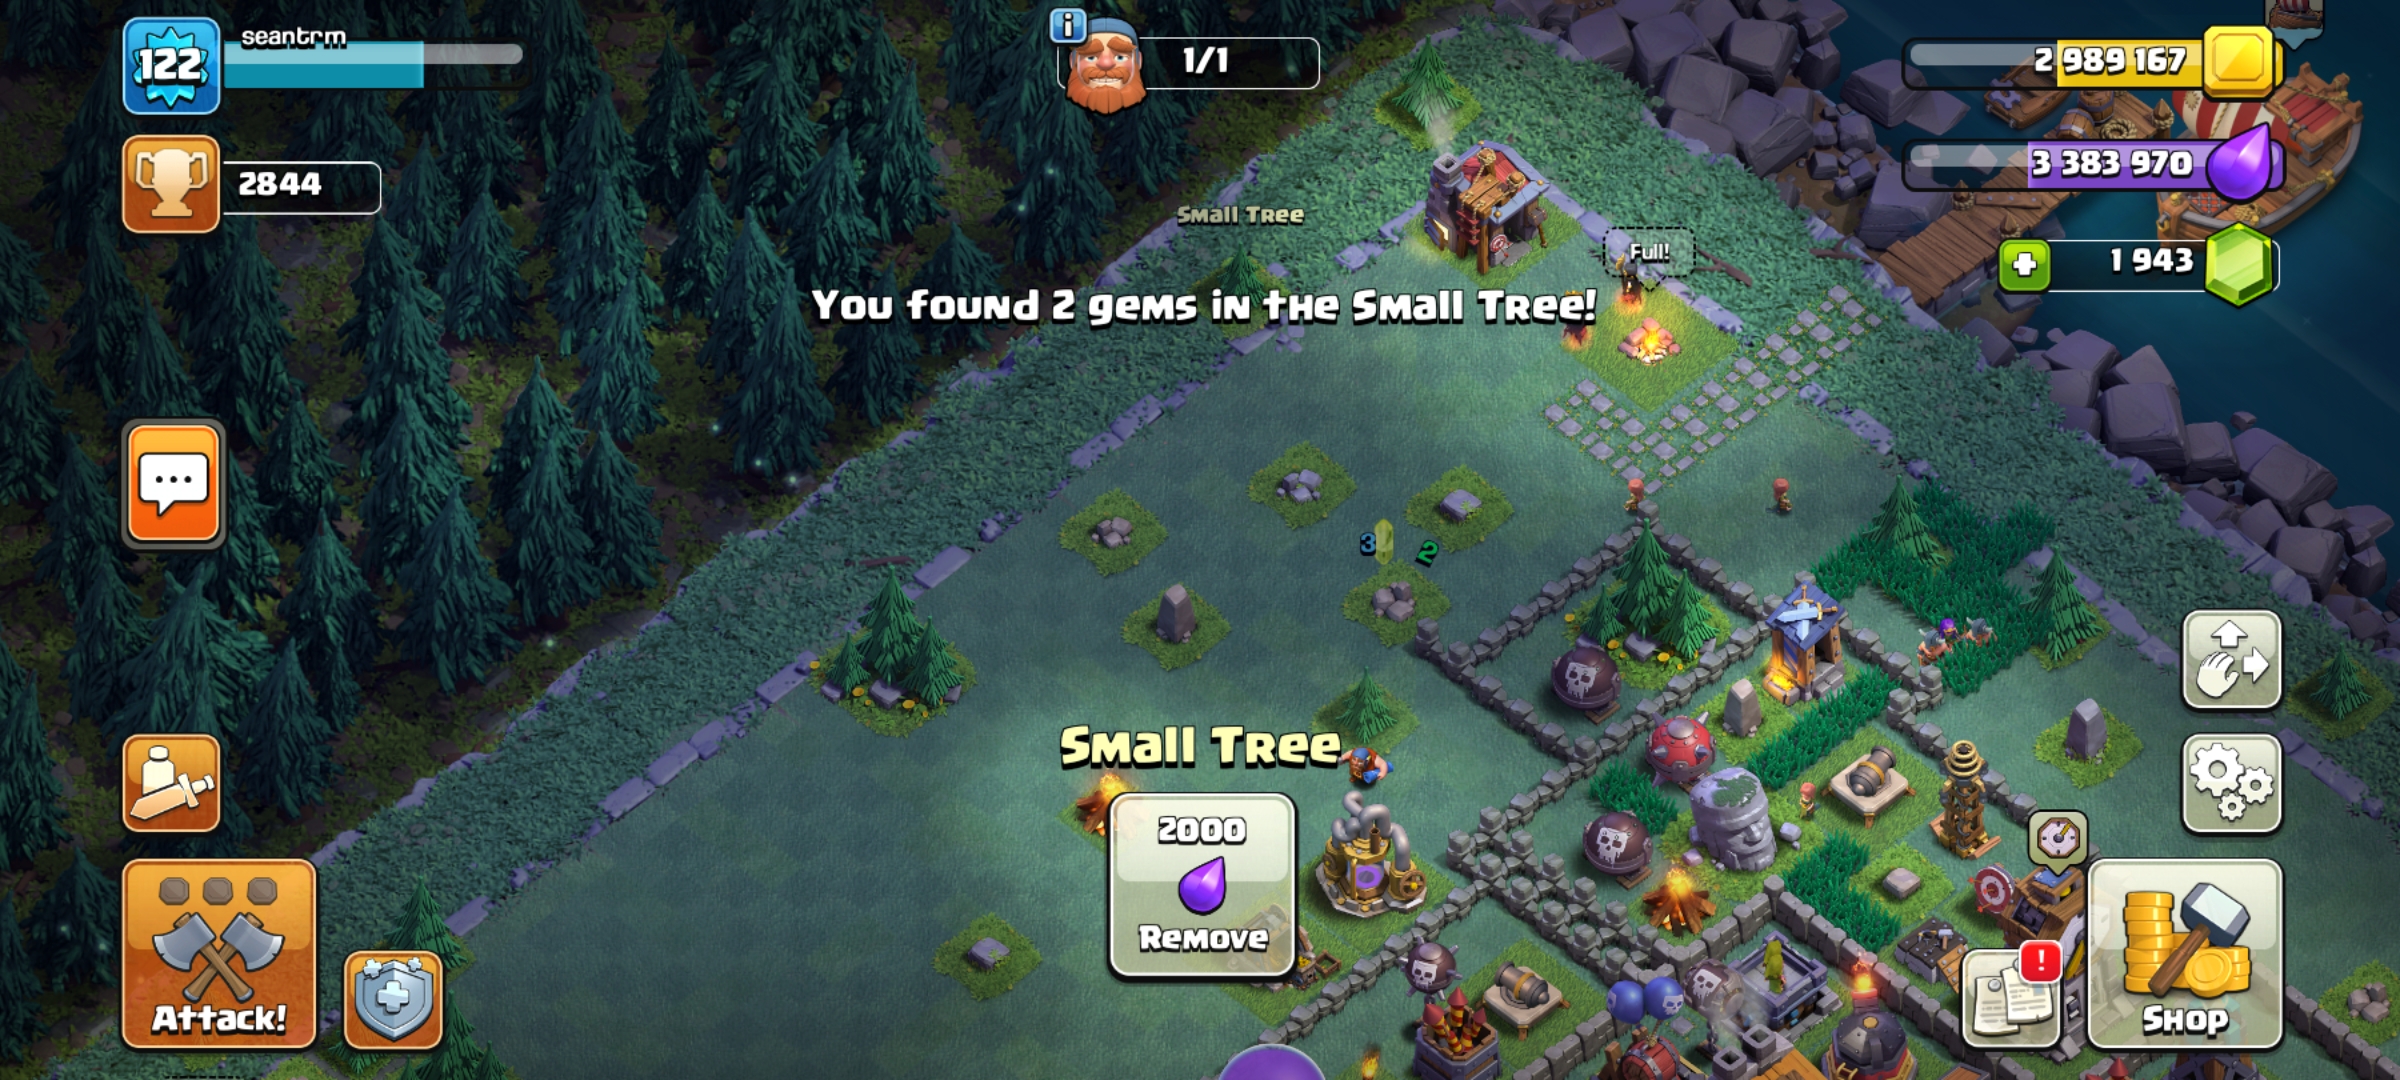 122
seantrm
1/1
2 989 167
2844
3 383 970
Small Tree
Full!
1 943
You found 2 gems in the Small Tree!
3
2
Small Tree
2000
Remove
Attack!
!
Shop